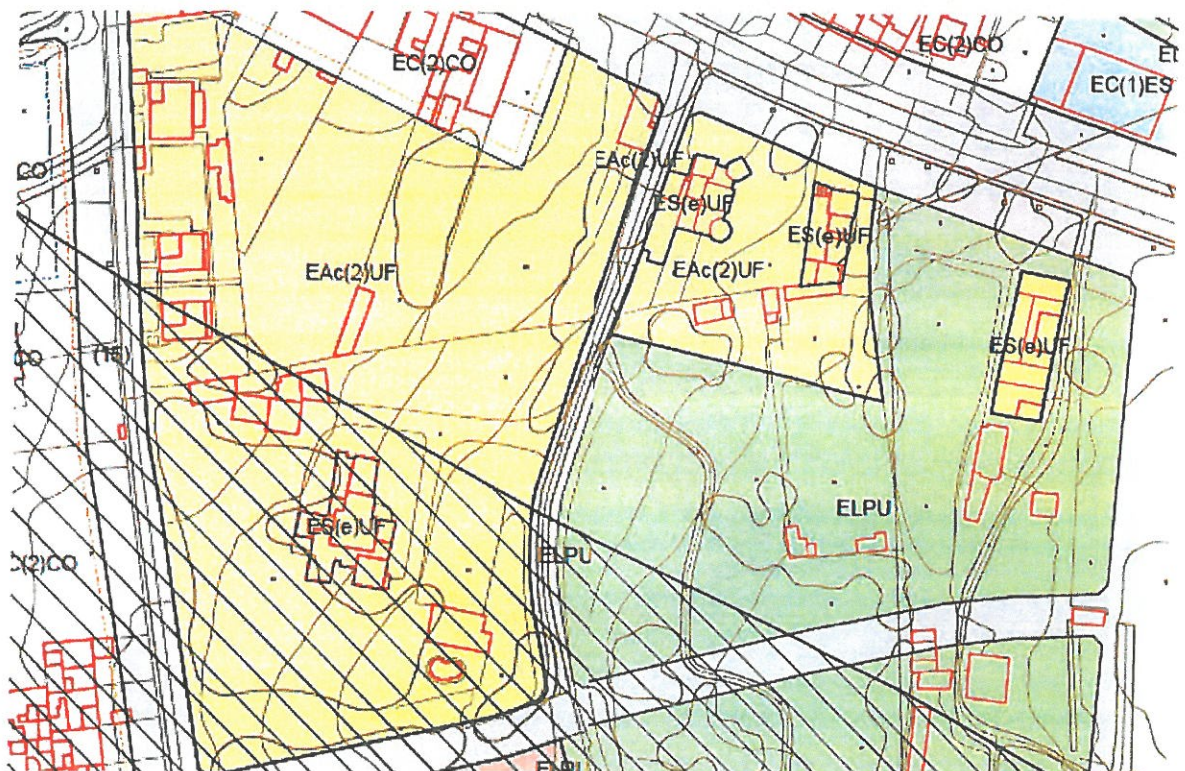 EC(2)CO
EC(2)CO
EC(1)ES
CO
EAc(2)UF
ES(e)UF
ES(e)UF
EAc(2)UF
EAc(2)UF
ES(e)UF
CO
(15)
ELPU
ES(e)UF
ELPU
C(2)CO
ELPU